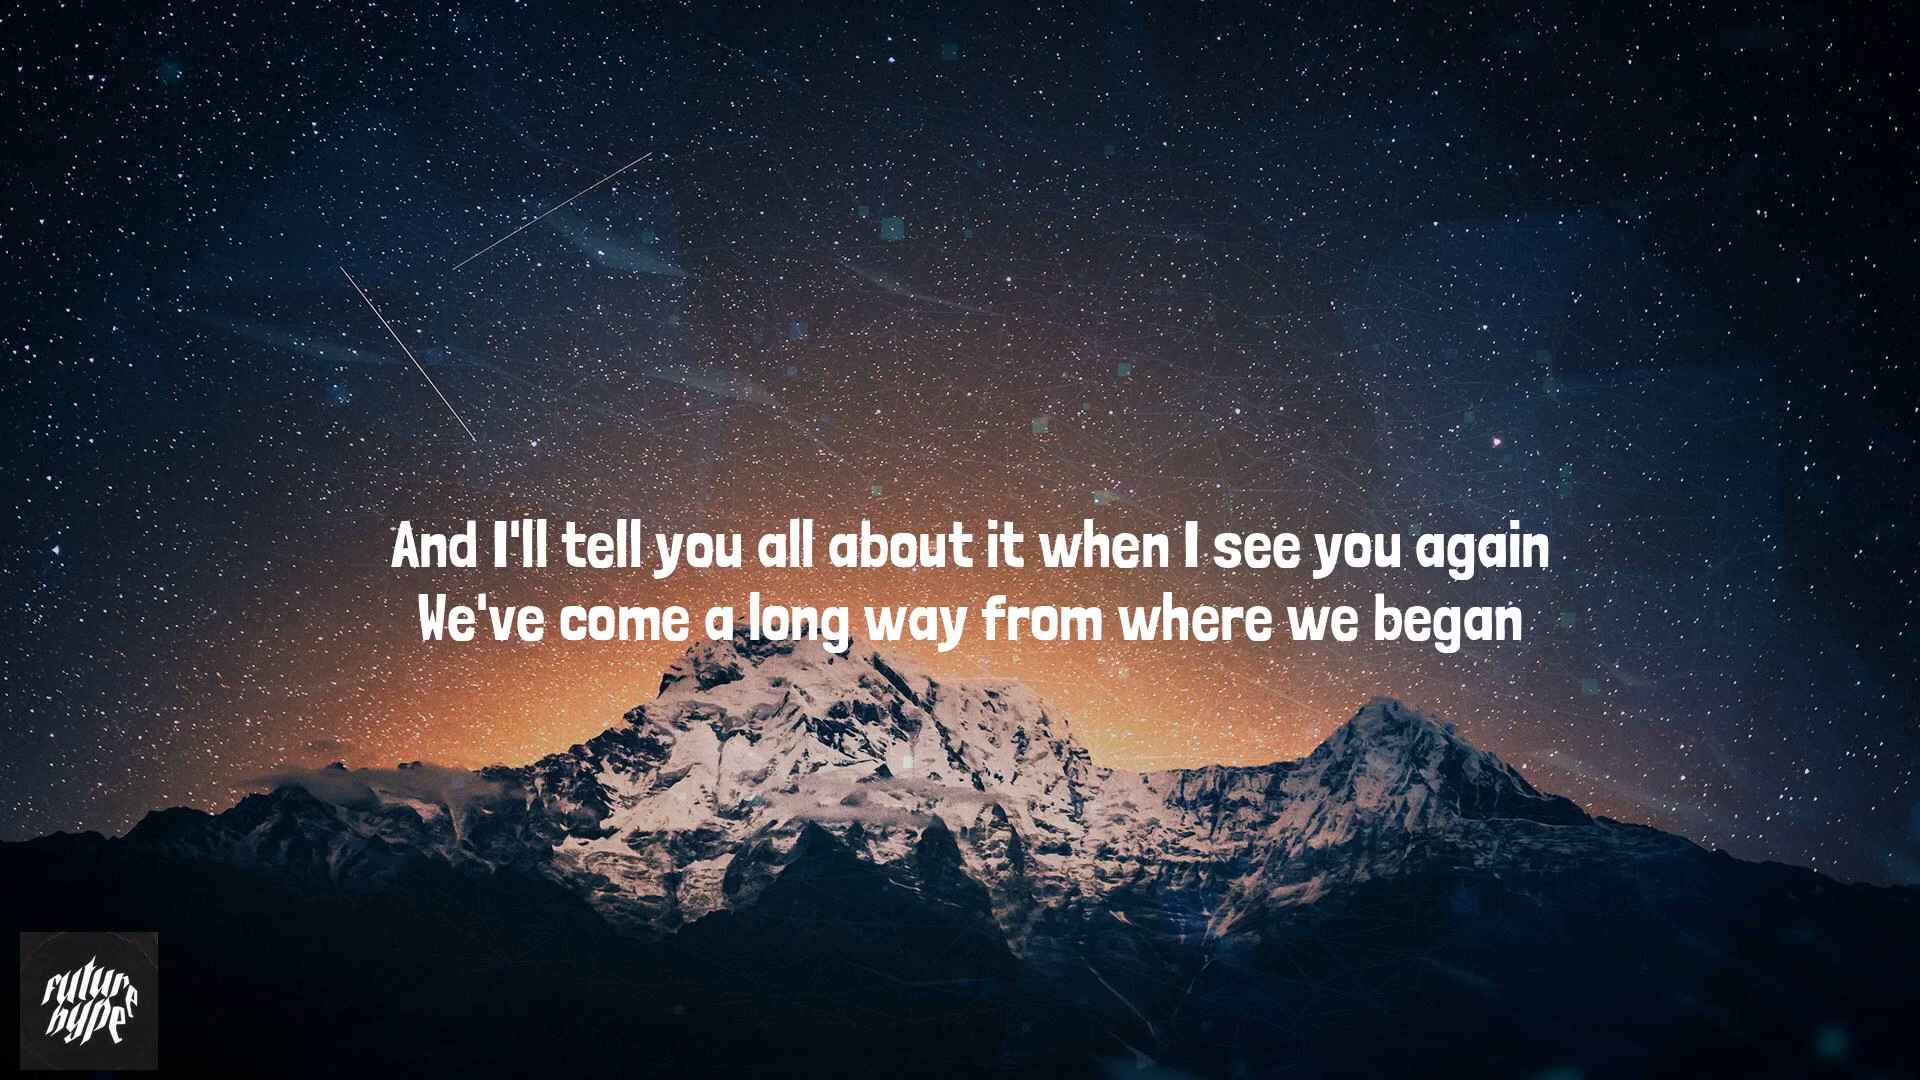 And I'll tell you all about it when I see you again
We've come a long way from where we began
future
hype